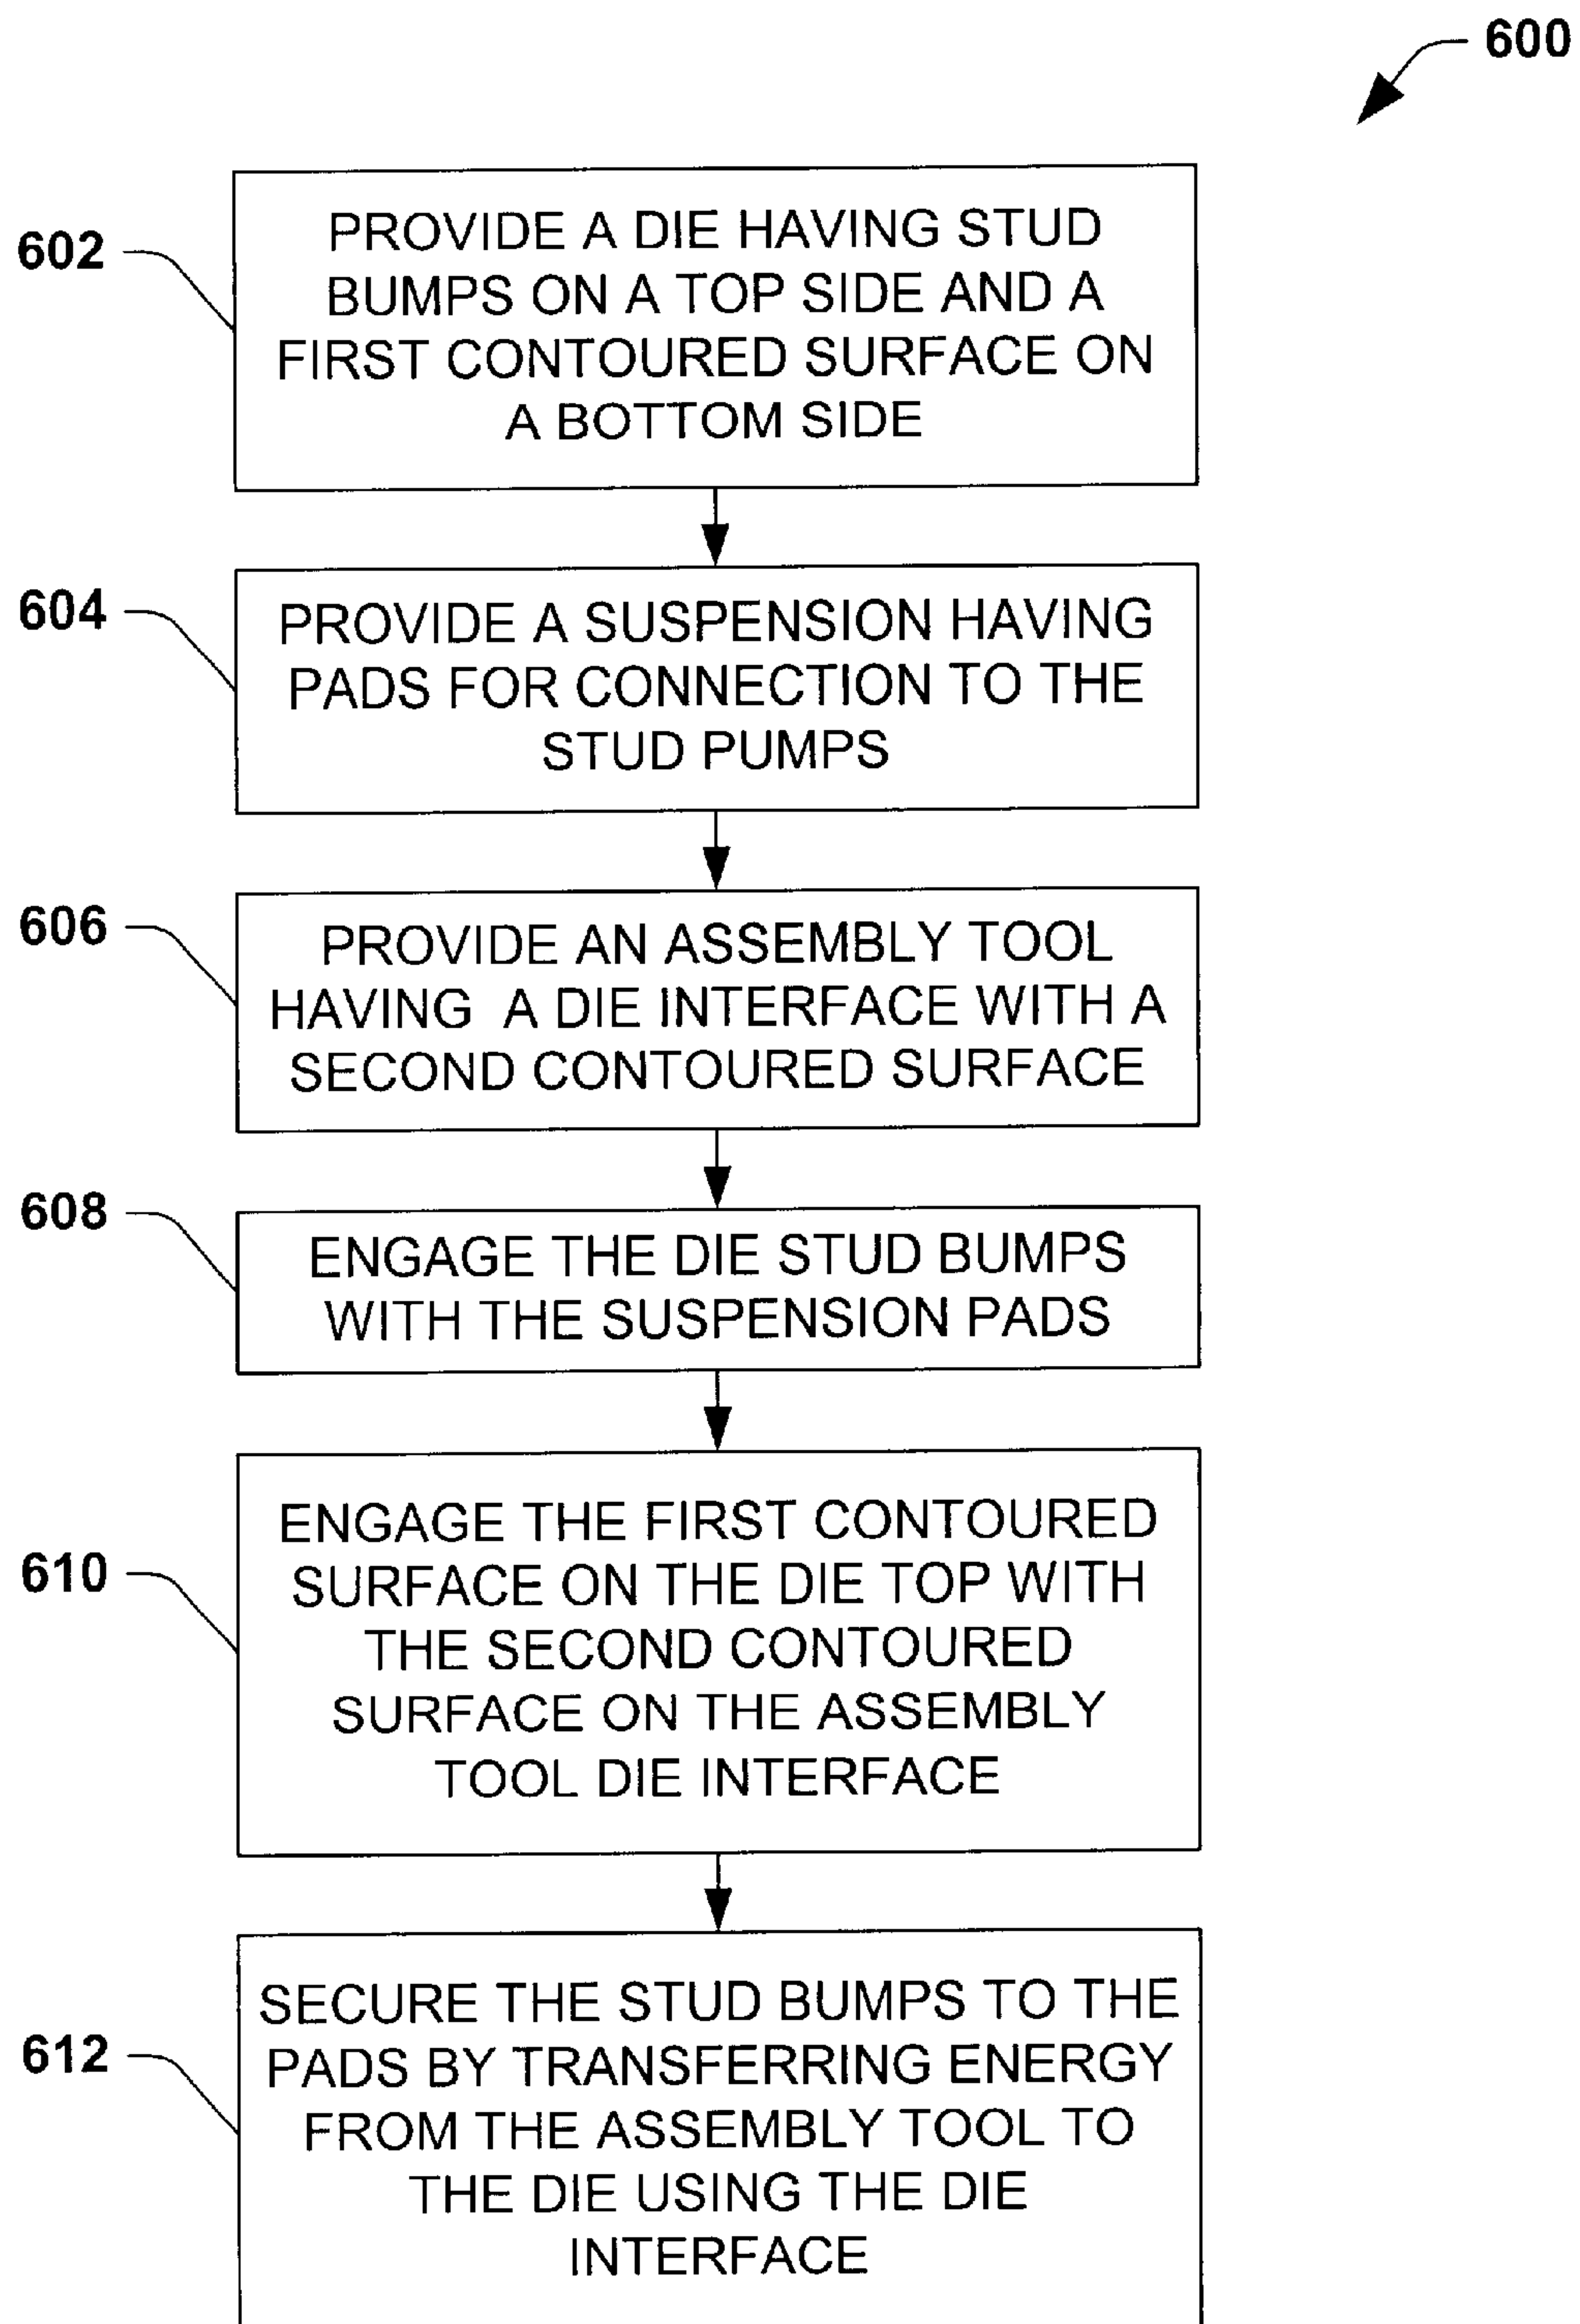 600
602
PROVIDE A DIE HAVING STUD
BUMPS ON A TOP SIDE AND A
FIRST CONTOURED SURFACE ON
A BOTTOM SIDE
604
PROVIDE A SUSPENSION HAVING
PADS FOR CONNECTION TO THE
STUD PUMPS
606
PROVIDE AN ASSEMBLY TOOL
HAVING A DIE INTERFACE WITH A
SECOND CONTOURED SURFACE
608
ENGAGE THE DIE STUD BUMPS
WITH THE SUSPENSION PADS
610
ENGAGE THE FIRST CONTOURED
SURFACE ON THE DIE TOP WITH
THE SECOND CONTOURED
SURFACE ON THE ASSEMBLY
TOOL DIE INTERFACE
612
SECURE THE STUD BUMPS TO THE
PADS BY TRANSFERRING ENERGY
FROM THE ASSEMBLY TOOL TO
THE DIE USING THE DIE
INTERFACE